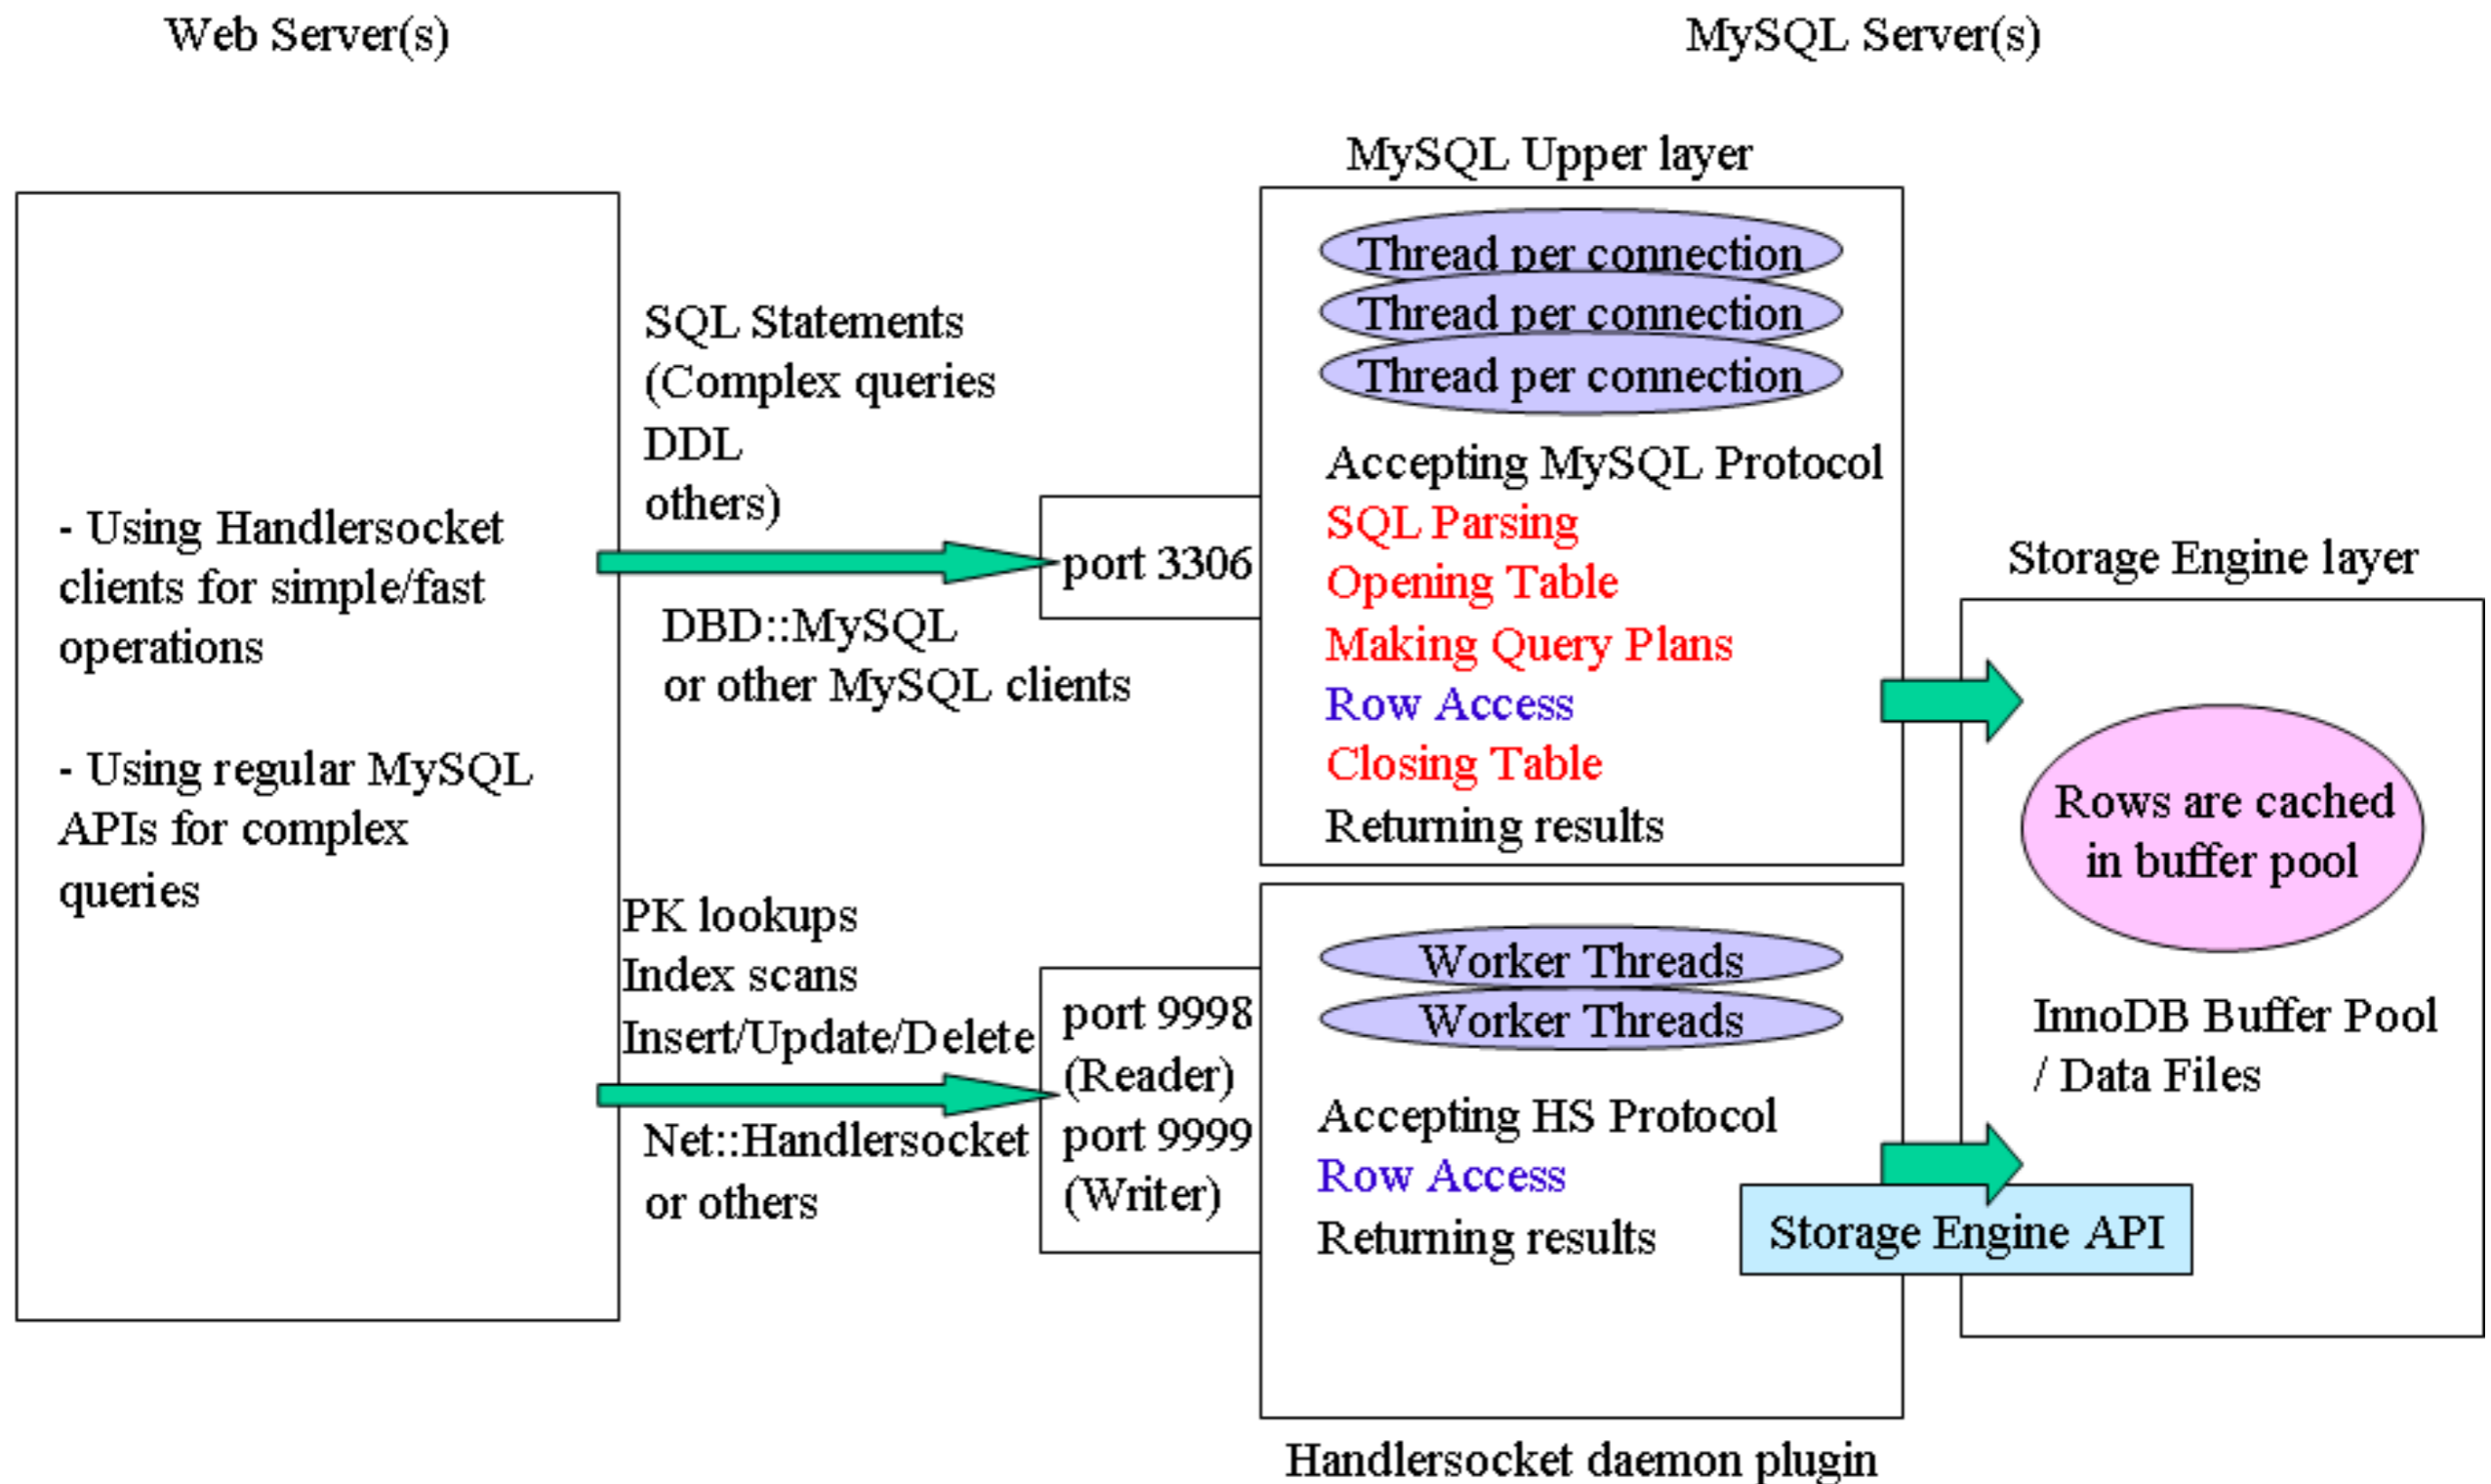 Web Server(s)
MySQL Server(s)
- Using Handlersocket
clients for simple/fast
operations
- Using regular MySQL
APIs for complex
queries
SQL Statements
(Complex queries
DDL
others)
DBD::MySQL
or other MySQL clients
port 3306
PK lookups
Index scans
Insert/Update/Delete
Net::Handlersocket
or others
port 9998
(Reader)
port 9999
(Writer)
MySQL Upper layer
Thread per connection
Thread per connection
Thread per connection
Accepting MySQL Protocol
SQL Parsing
Opening Table
Making Query Plans
Row Access
Closing Table
Returning results
Worker Threads
Worker Threads
Accepting HS Protocol
Row Access
Returning results
Handlersocket daemon plugin
Storage Engine layer
Rows are cached
in buffer pool
InnoDB Buffer Pool
/ Data Files
Storage Engine API